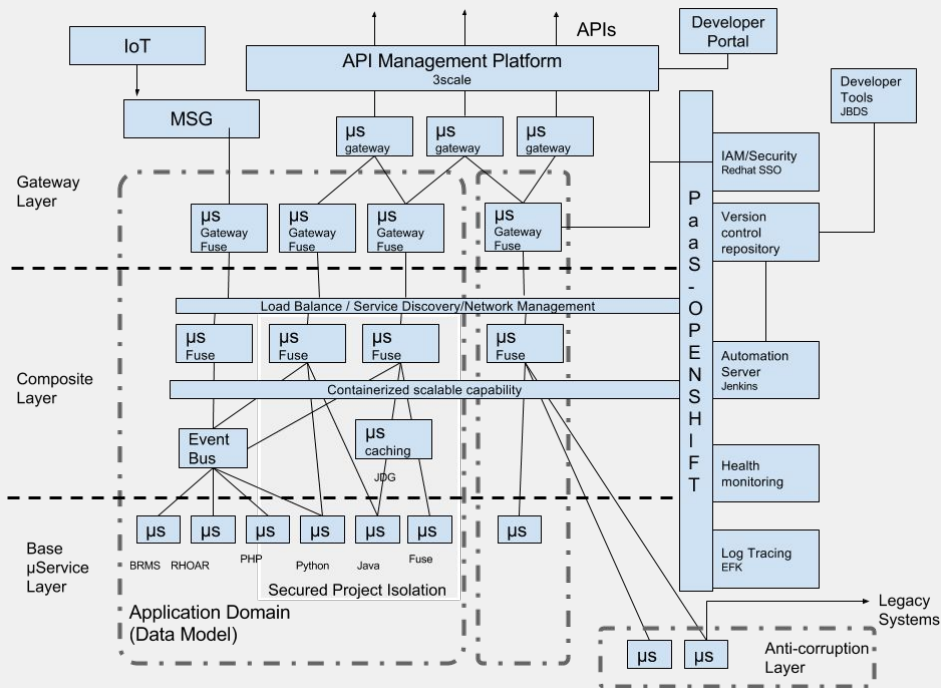 APIs
Developer
Portal
IoT
API Management Platform
3scale
Developer
Tools
JBDS
MSG
µs
gateway
µs
gateway
µs
gateway
IAM/Security
Redhat SSO
Gateway
Layer
µs
Gateway
Fuse
µs
Gateway
Fuse
µs
Gateway
Fuse
µs
Gateway
Fuse
PaaS-OPENSHIFT
Version
control
repository
Load Balance / Service Discovery/Network Management
µs
Fuse
µs
Fuse
µs
Fuse
µs
Fuse
Automation
Server
Jenkins
Composite
Layer
Containerized scalable capability
Event
Bus
µs
caching
JDG
Health
monitoring
Base
µService
Layer
µs
µs
µs
µs
µs
µs
µs
BRMS
RHOAR
PHP
Python
Java
Fuse
Log Tracing
EFK
Secured Project Isolation
Application Domain
(Data Model)
Legacy
Systems
µs
µs
Anti-corruption
Layer